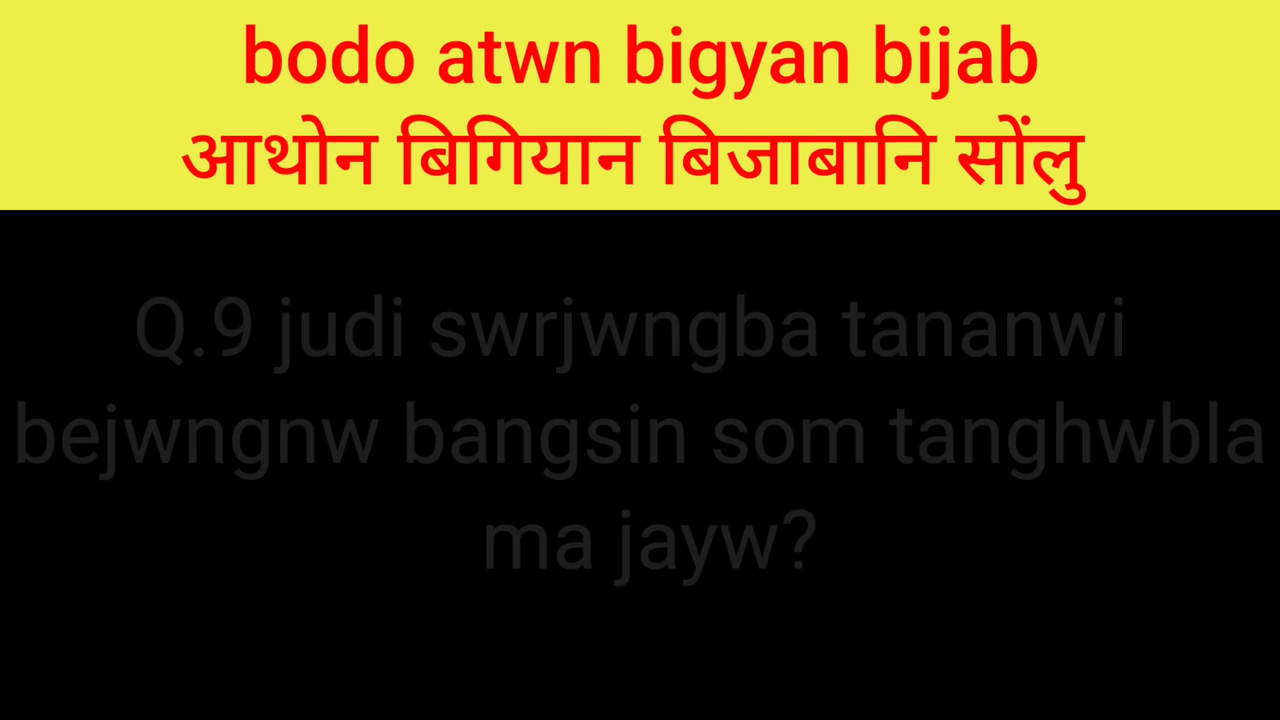 bodo atwn bigyan bijab
आथोन बिगियान बिजाबानि सोंलु
Q.9 judi swrjwngba tananwi
bejwngnw bangsin som tanghwbla
ma jayw?